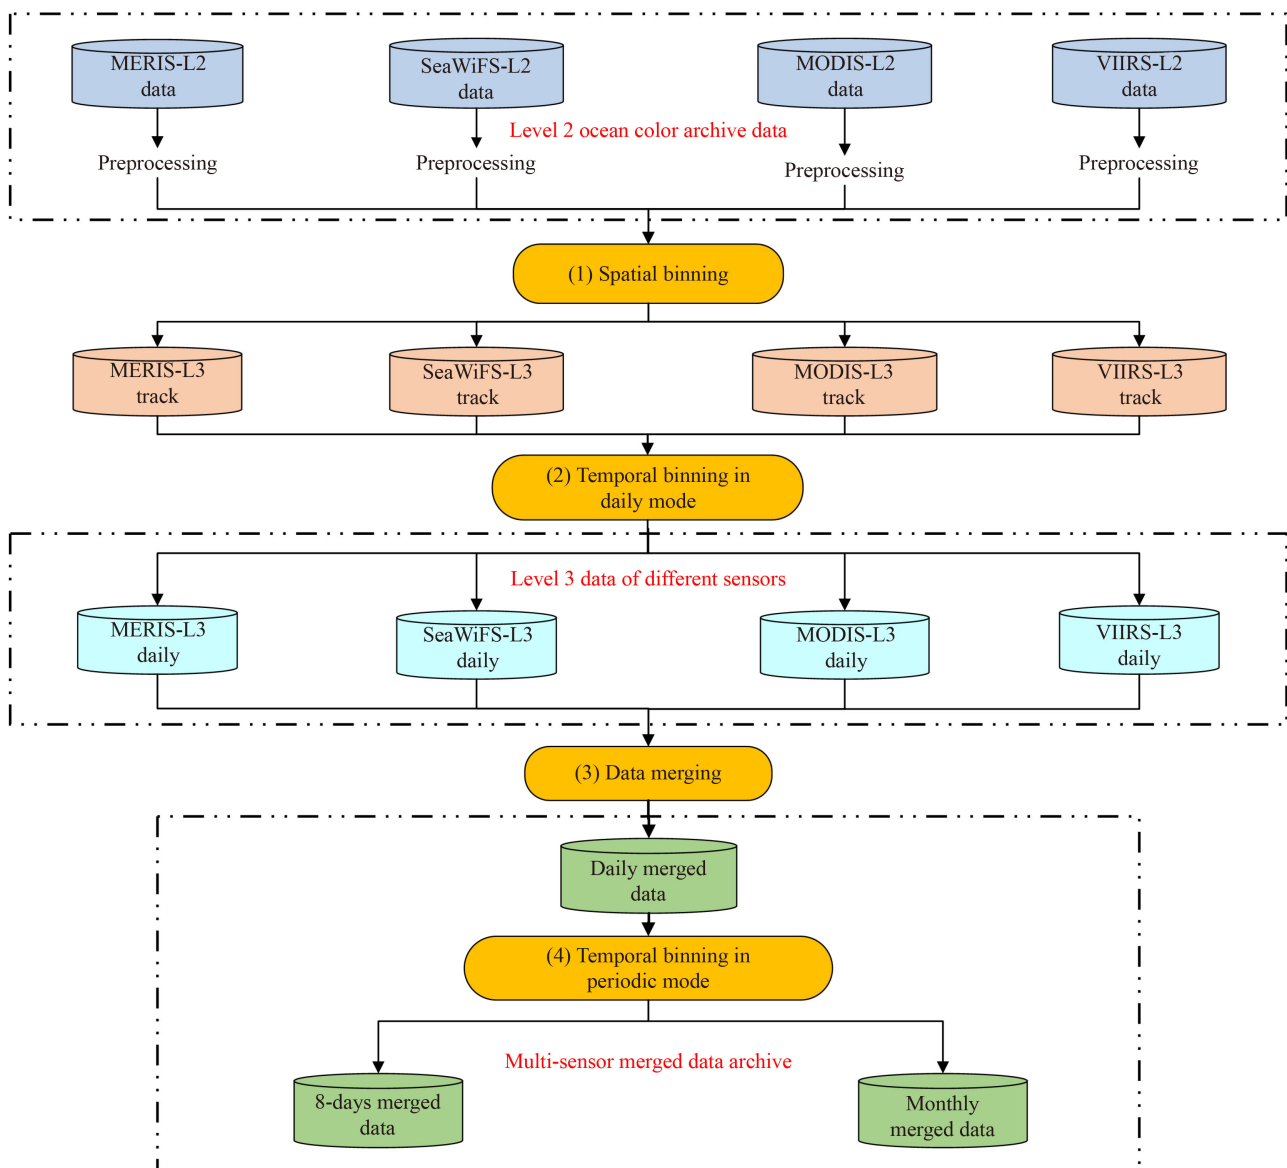 MERIS-L2
data
SeaWiFS-L2
data
MODIS-L2
data
VIIRS-L2
data
Level 2 ocean color archive data
Preprocessing
Preprocessing
Preprocessing
Preprocessing
(1) Spatial binning
MERIS-L3
track
SeaWiFS-L3
track
MODIS-L3
track
VIIRS-L3
track
(2) Temporal binning in
daily mode
Level 3 data of different sensors
MERIS-L3
daily
SeaWiFS-L3
daily
MODIS-L3
daily
VIIRS-L3
daily
(3) Data merging
Daily merged
data
(4) Temporal binning in
periodic mode
Multi-sensor merged data archive
8-days merged
data
Monthly
merged data